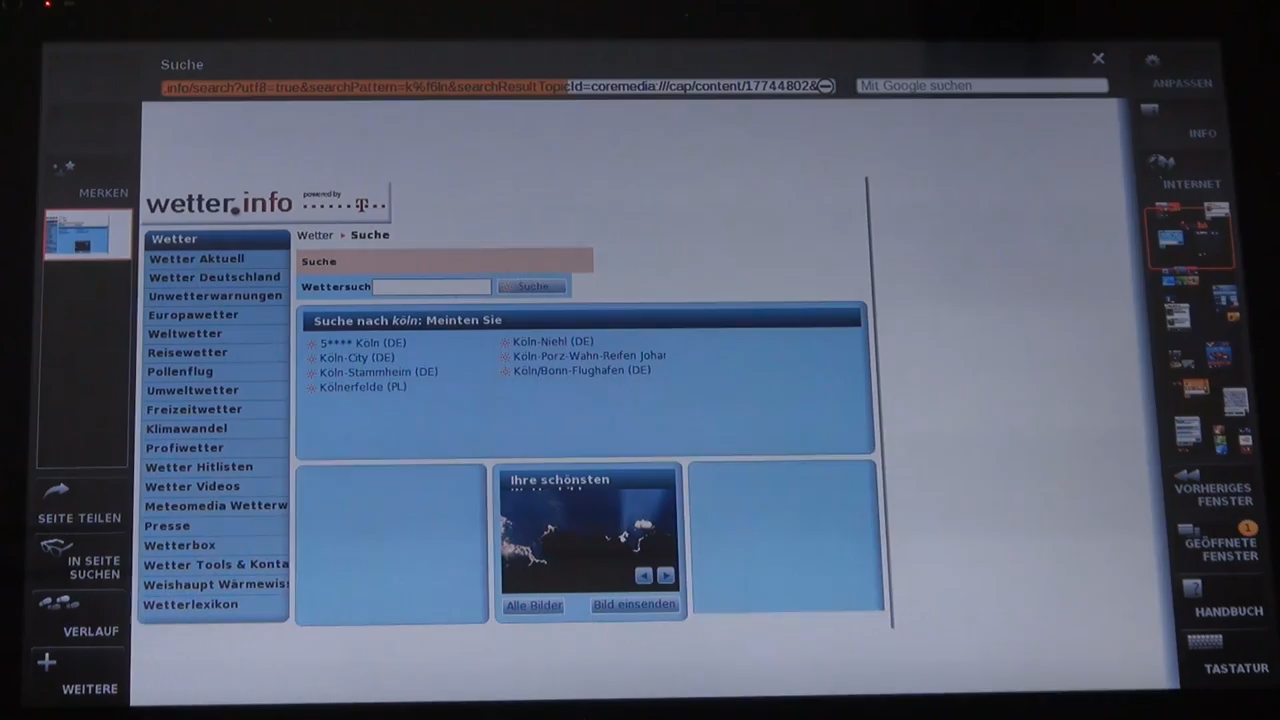 Suche
.info/search?utf8=true&searchPattern=k%f6ln&searchResultTopicId=coremedia:///cap/content/17744802&
Mit Google suchen
ANPASSEN
INFO
INTERNET
VORHERIGES
FENSTER
1
GEÖFFNETE
FENSTER
HANDBUCH
TASTATUR
MERKEN
SEITE TEILEN
IN SEITE
SUCHEN
VERLAUF
WEITERE
wetter.info
powered by
T
Wetter
Wetter Aktuell
Wetter Deutschland
Unwetterwarnungen
Europawetter
Weltwetter
Reisewetter
Pollenflug
Umweltwetter
Freizeitwetter
Klimawandel
Profiwetter
Wetter Hitlisten
Wetter Videos
Meteomedia Wetterw
Presse
Wetterbox
Wetter Tools & Konta
Weishaupt Wärmewiss
Wetterlexikon
Wetter ▸ Suche
Suche
Wettersuch
Suche
Suche nach köln: Meinten Sie
5**** Köln (DE)
Köln-City (DE)
Köln-Stammheim (DE)
Kölnerfelde (PL)
Köln-Niehl (DE)
Köln-Porz-Wahn-Reifen Johar
Köln/Bonn-Flughafen (DE)
Ihre schönsten
Alle Bilder
Bild einsenden